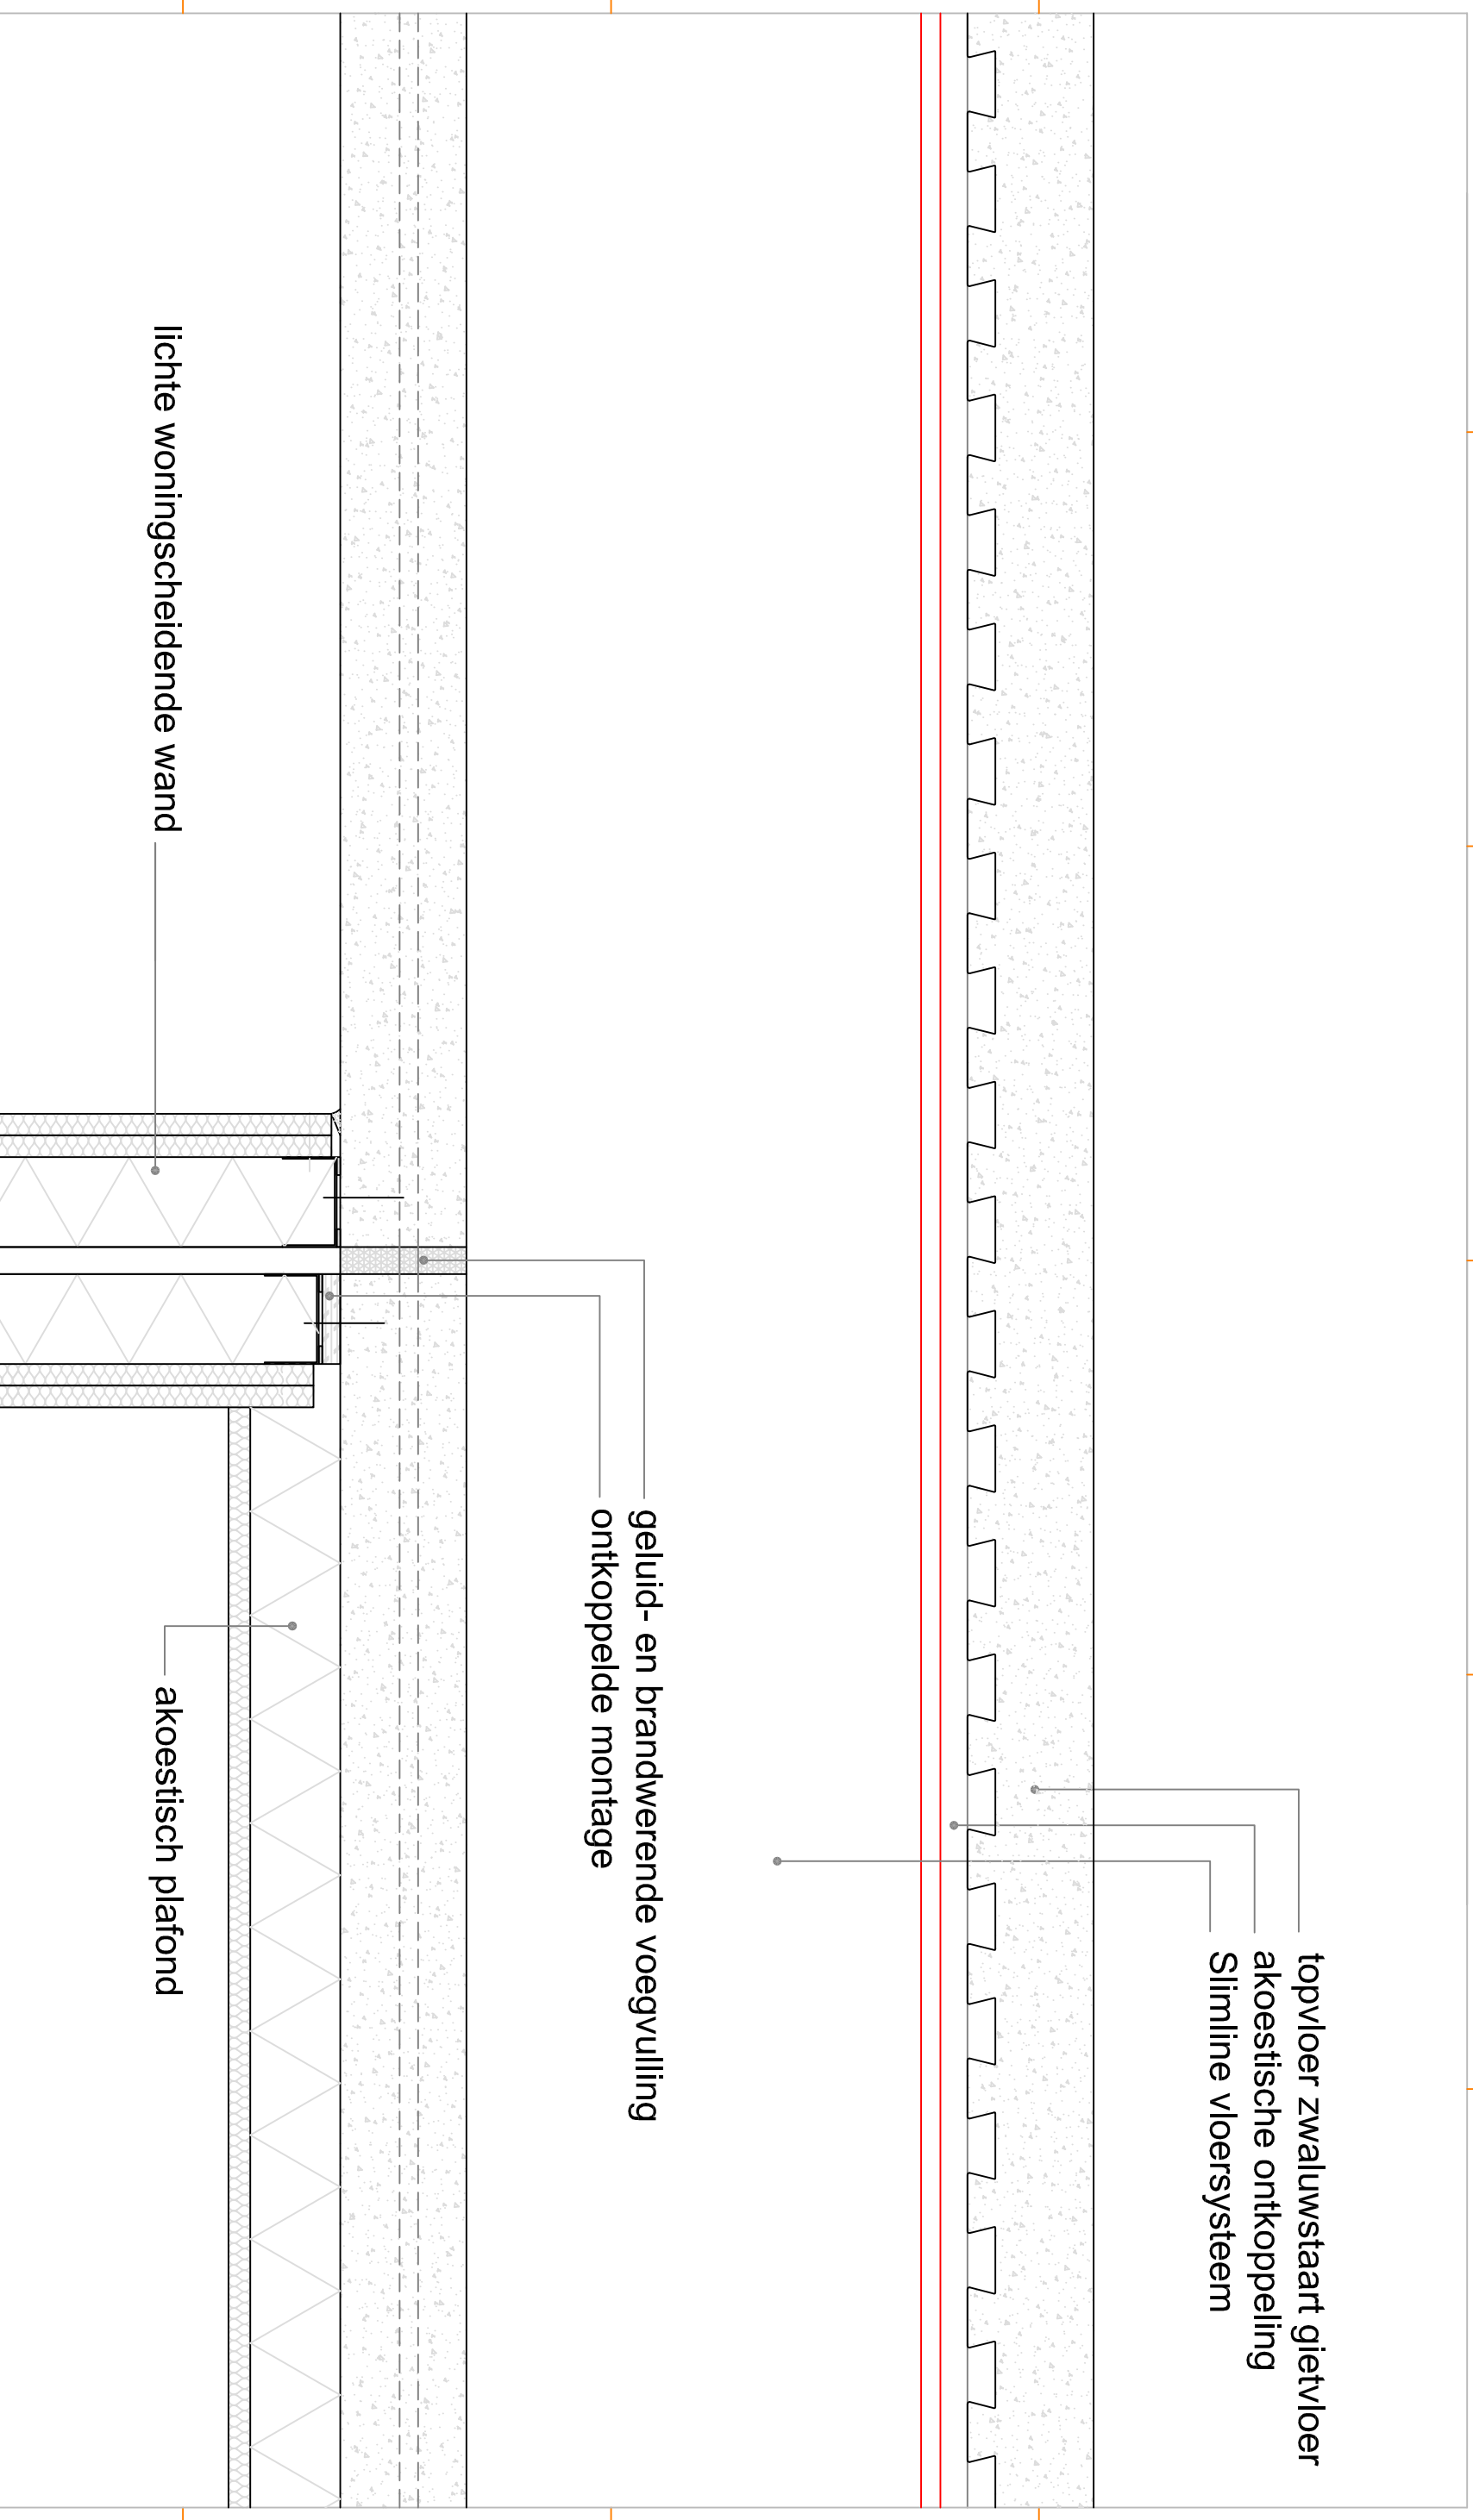 topvloer zwaluwstaart gietvloer
akoestische ontkoppeling
Slimline vloersysteem
geluid- en brandwerende voegvulling
ontkoppelde montage
lichte woningscheidende wand
akoestisch plafond